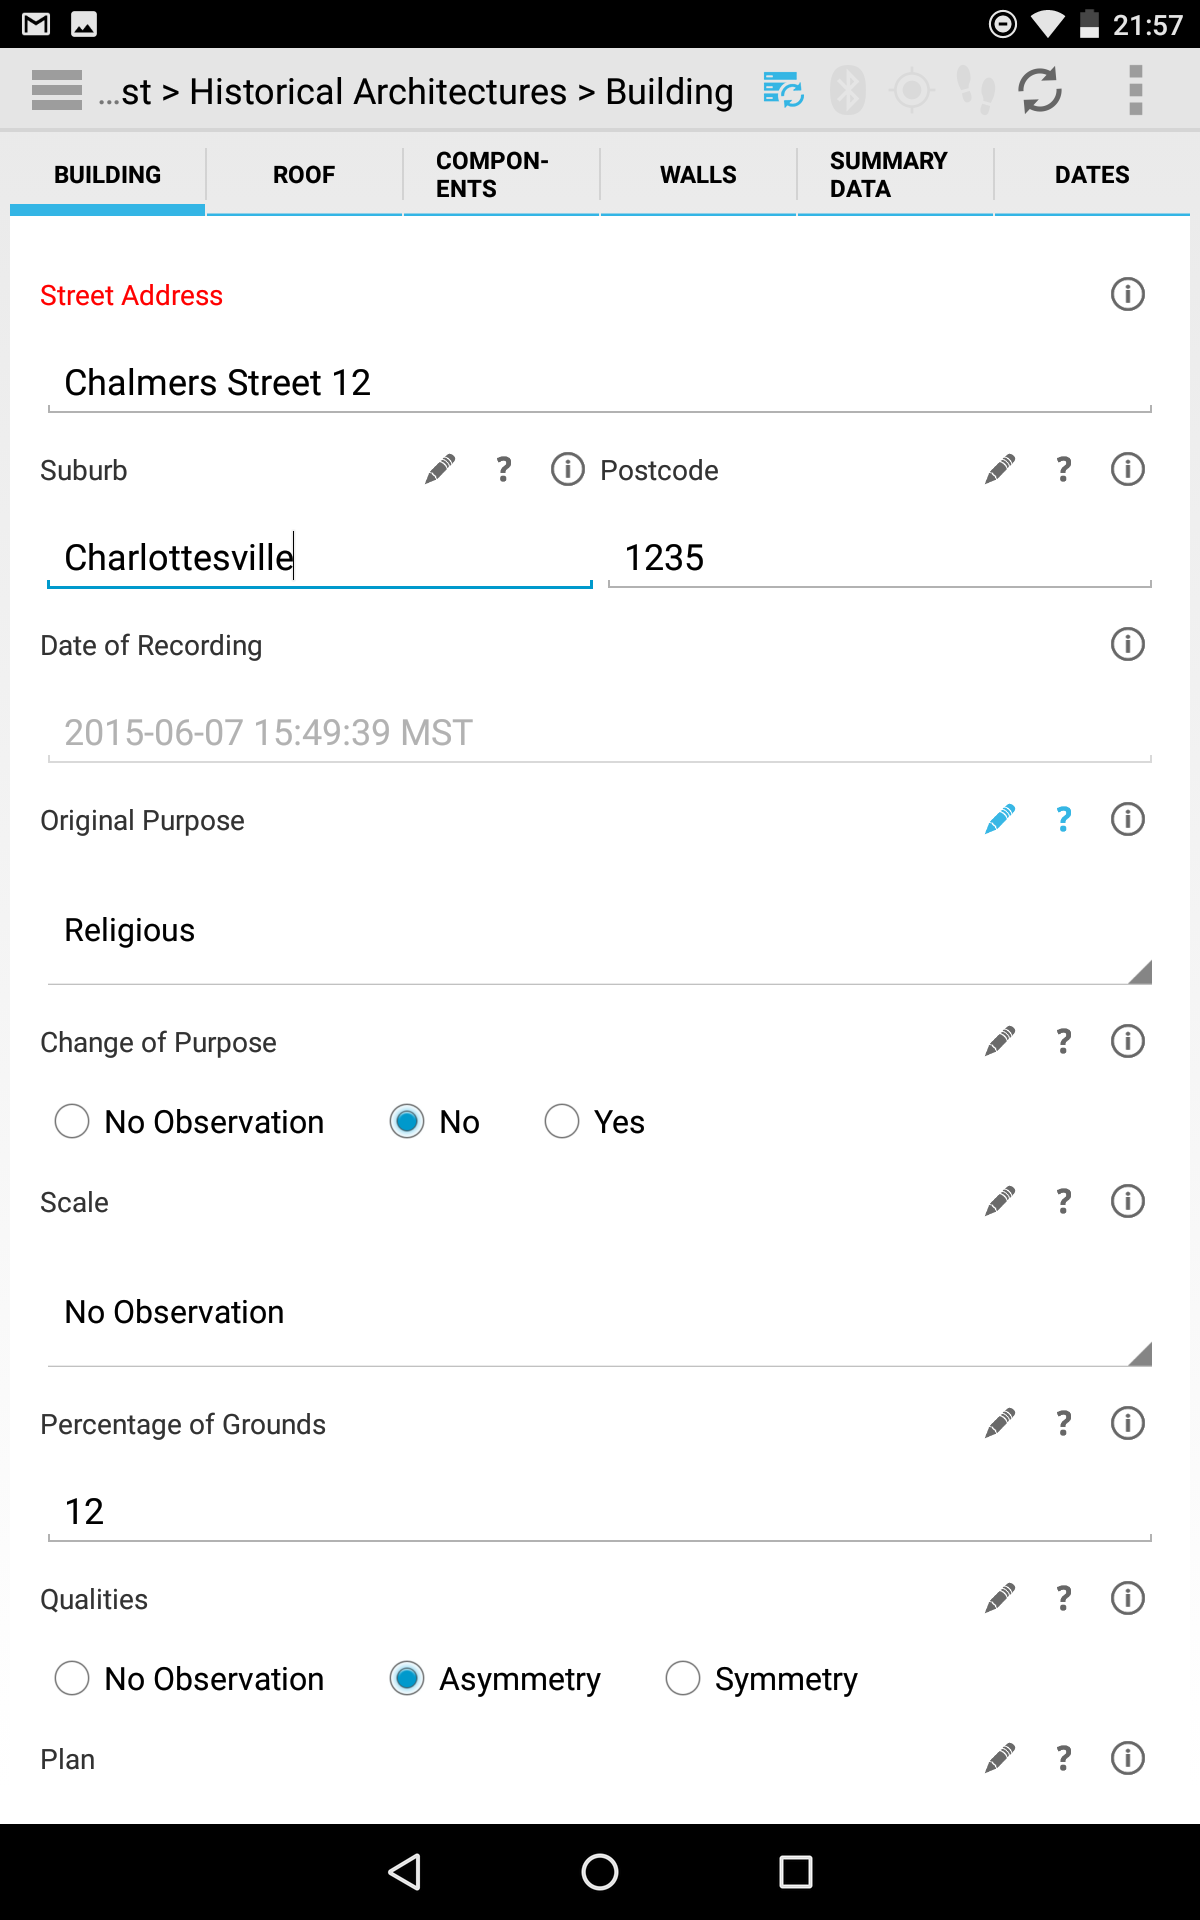 21:57
...st > Historical Architectures > Building
BUILDING
ROOF
COMPON-
ENTS
WALLS
SUMMARY
DATA
DATES
Street Address
Chalmers Street 12
Suburb ? Postcode ?
Charlottesville 1235
Date of Recording
2015-06-07 15:49:39 MST
Original Purpose ?
Religious
Change of Purpose ?
No Observation No Yes
Scale ?
No Observation
Percentage of Grounds ?
12
Qualities ?
No Observation Asymmetry Symmetry
Plan ?